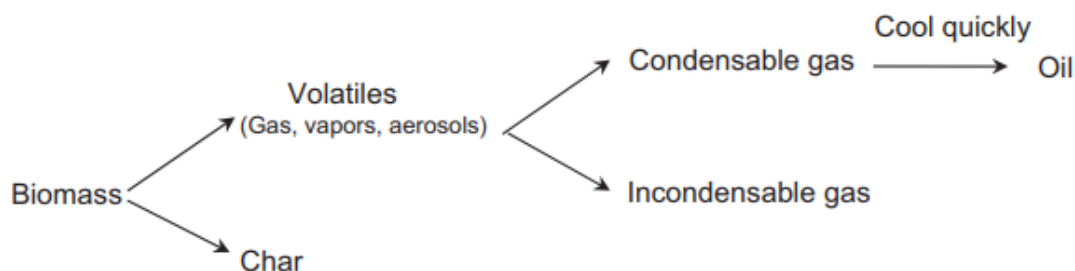 Cool quickly
Condensable gas
Oil
Volatiles
(Gas, vapors, aerosols)
Biomass
Incondensable gas
Char